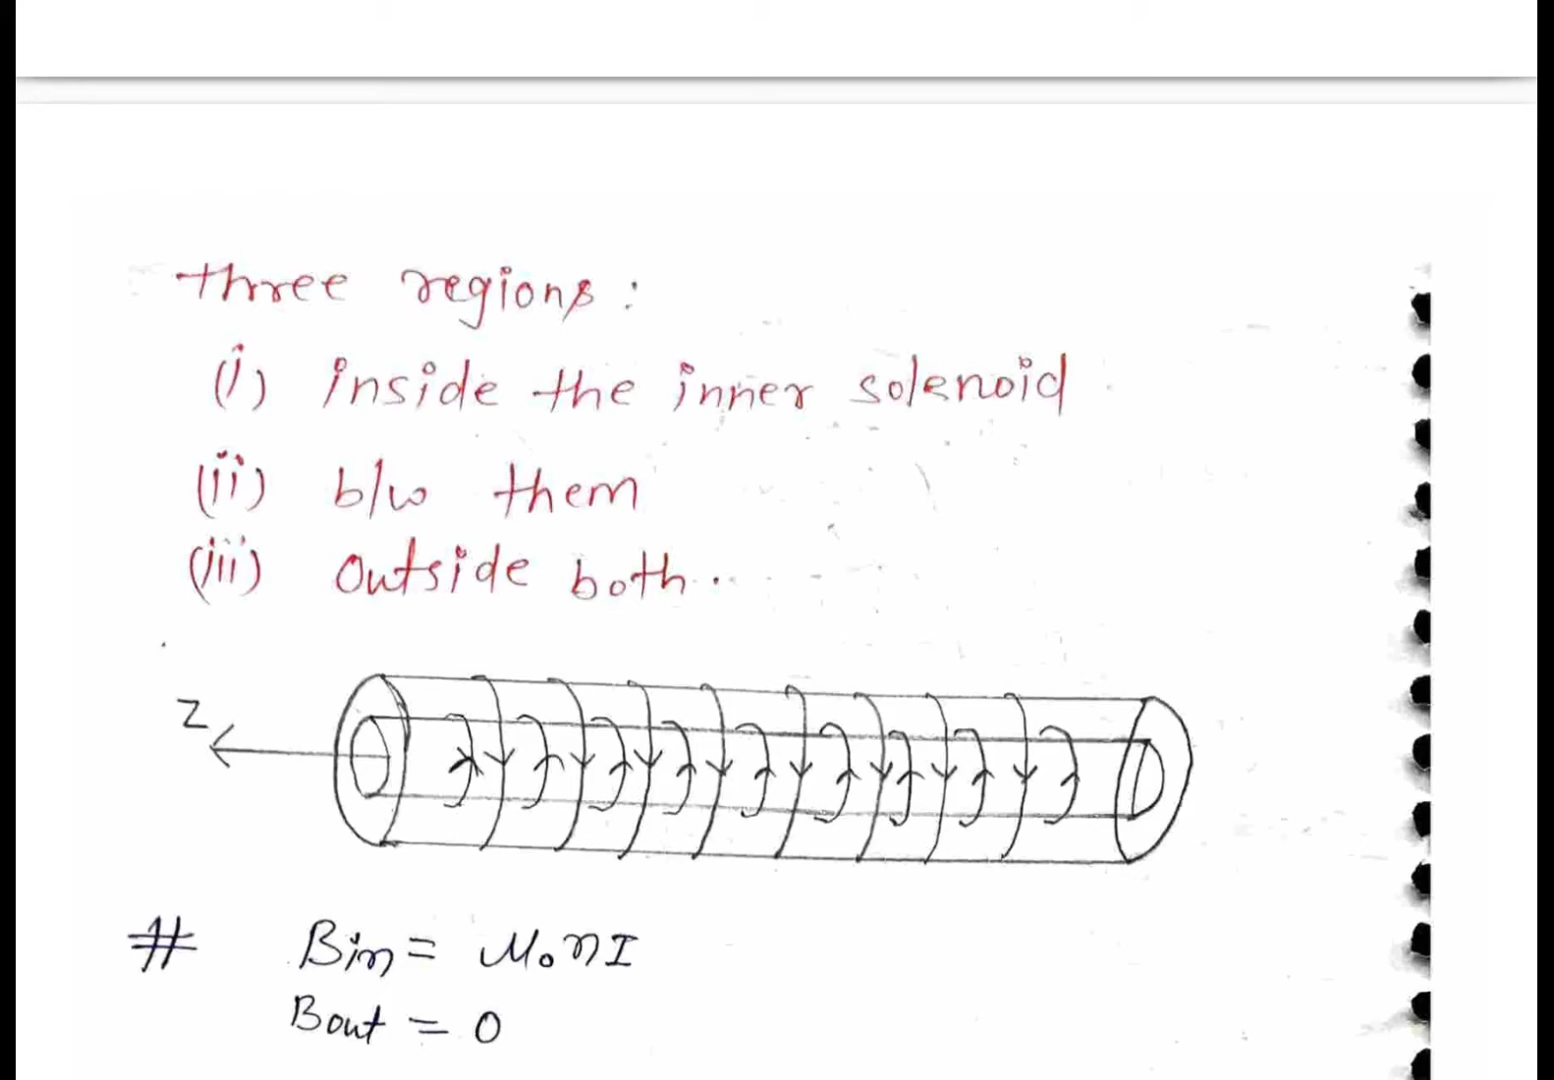 three regions:
(i) inside the inner solenoid
(ii) b/w them
(iii) outside both.
Z
# Bin = μ₀nI
Bout = 0